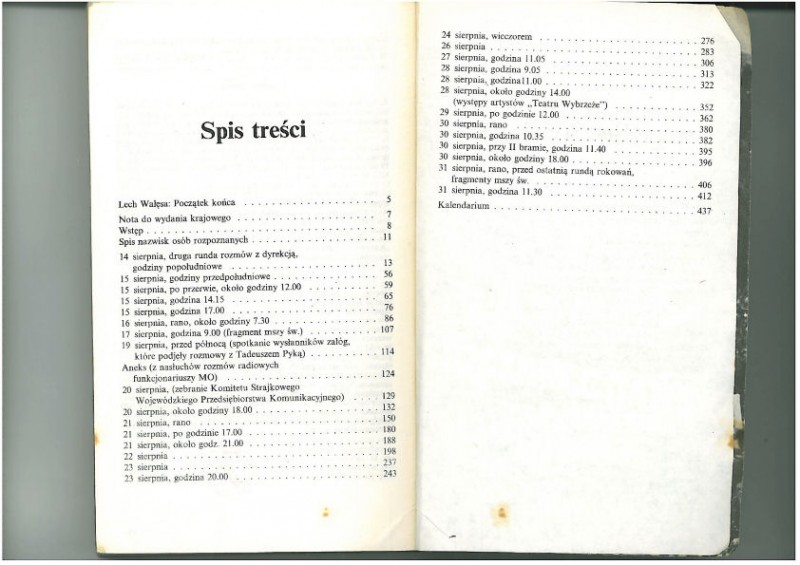 Spis treści
Lech Wałęsa: Początek końca . . . . . . . . . . . . . . . . . . 5
Nota do wydania krajowego . . . . . . . . . . . . . . . . . . 7
Wstęp . . . . . . . . . . . . . . . . . . . . . . . . . . . . . 8
Spis nazwisk osób rozpoznanych . . . . . . . . . . . . . . . . 11
14 sierpnia, druga runda rozmów z dyrekcją,
godziny popołudniowe . . . . . . . . . . . . . . . . . . 13
15 sierpnia, godziny przedpołudniowe . . . . . . . . . . . . . 56
15 sierpnia, po przerwie, około godziny 12.00 . . . . . . . . . 59
15 sierpnia, godzina 14.15 . . . . . . . . . . . . . . . . . . 65
15 sierpnia, godzina 17.00 . . . . . . . . . . . . . . . . . . 76
16 sierpnia, rano, około godziny 7.30 . . . . . . . . . . . . . 86
17 sierpnia, godzina 9.00 (fragment mszy św.) . . . . . . . . . 107
19 sierpnia, przed północą (spotkanie wysłanników załóg,
które podjęły rozmowy z Tadeuszem Pyką) . . . . . . . . . 114
Aneks (z nasłuchów rozmów radiowych
funkcjonariuszy MO) . . . . . . . . . . . . . . . . . . . 124
20 sierpnia, (zebranie Komitetu Strajkowego
Wojewódzkiego Przedsiębiorstwa Komunikacyjnego) . . . . 129
20 sierpnia, około godziny 18.00 . . . . . . . . . . . . . . . 132
21 sierpnia, rano . . . . . . . . . . . . . . . . . . . . . . . 150
21 sierpnia, po godzinie 17.00 . . . . . . . . . . . . . . . . 180
21 sierpnia, około godz. 21.00 . . . . . . . . . . . . . . . . 188
22 sierpnia . . . . . . . . . . . . . . . . . . . . . . . . . . 198
23 sierpnia . . . . . . . . . . . . . . . . . . . . . . . . . . 237
23 sierpnia, godzina 20.00 . . . . . . . . . . . . . . . . . . 243
24 sierpnia, wieczorem . . . . . . . . . . . . . . . . . . . . 276
26 sierpnia . . . . . . . . . . . . . . . . . . . . . . . . . . 283
27 sierpnia, godzina 11.05 . . . . . . . . . . . . . . . . . . 306
28 sierpnia, godzina 9.05 . . . . . . . . . . . . . . . . . . . 313
28 sierpnia, godzina11.00 . . . . . . . . . . . . . . . . . . . 322
28 sierpnia, około godziny 14.00
(występy artystów „Teatru Wybrzeże”) . . . . . . . . . . 352
29 sierpnia, po godzinie 12.00 . . . . . . . . . . . . . . . . 362
30 sierpnia, rano . . . . . . . . . . . . . . . . . . . . . . . 380
30 sierpnia, godzina 10.35 . . . . . . . . . . . . . . . . . . 382
30 sierpnia, przy II bramie, godzina 11.40 . . . . . . . . . . 395
30 sierpnia, około godziny 18.00 . . . . . . . . . . . . . . . 396
31 sierpnia, rano, przed ostatnią rundą rokowań,
fragmenty mszy św. . . . . . . . . . . . . . . . . . . . 406
31 sierpnia, godzina 11.30 . . . . . . . . . . . . . . . . . . 412
Kalendarium . . . . . . . . . . . . . . . . . . . . . . . . . . 437